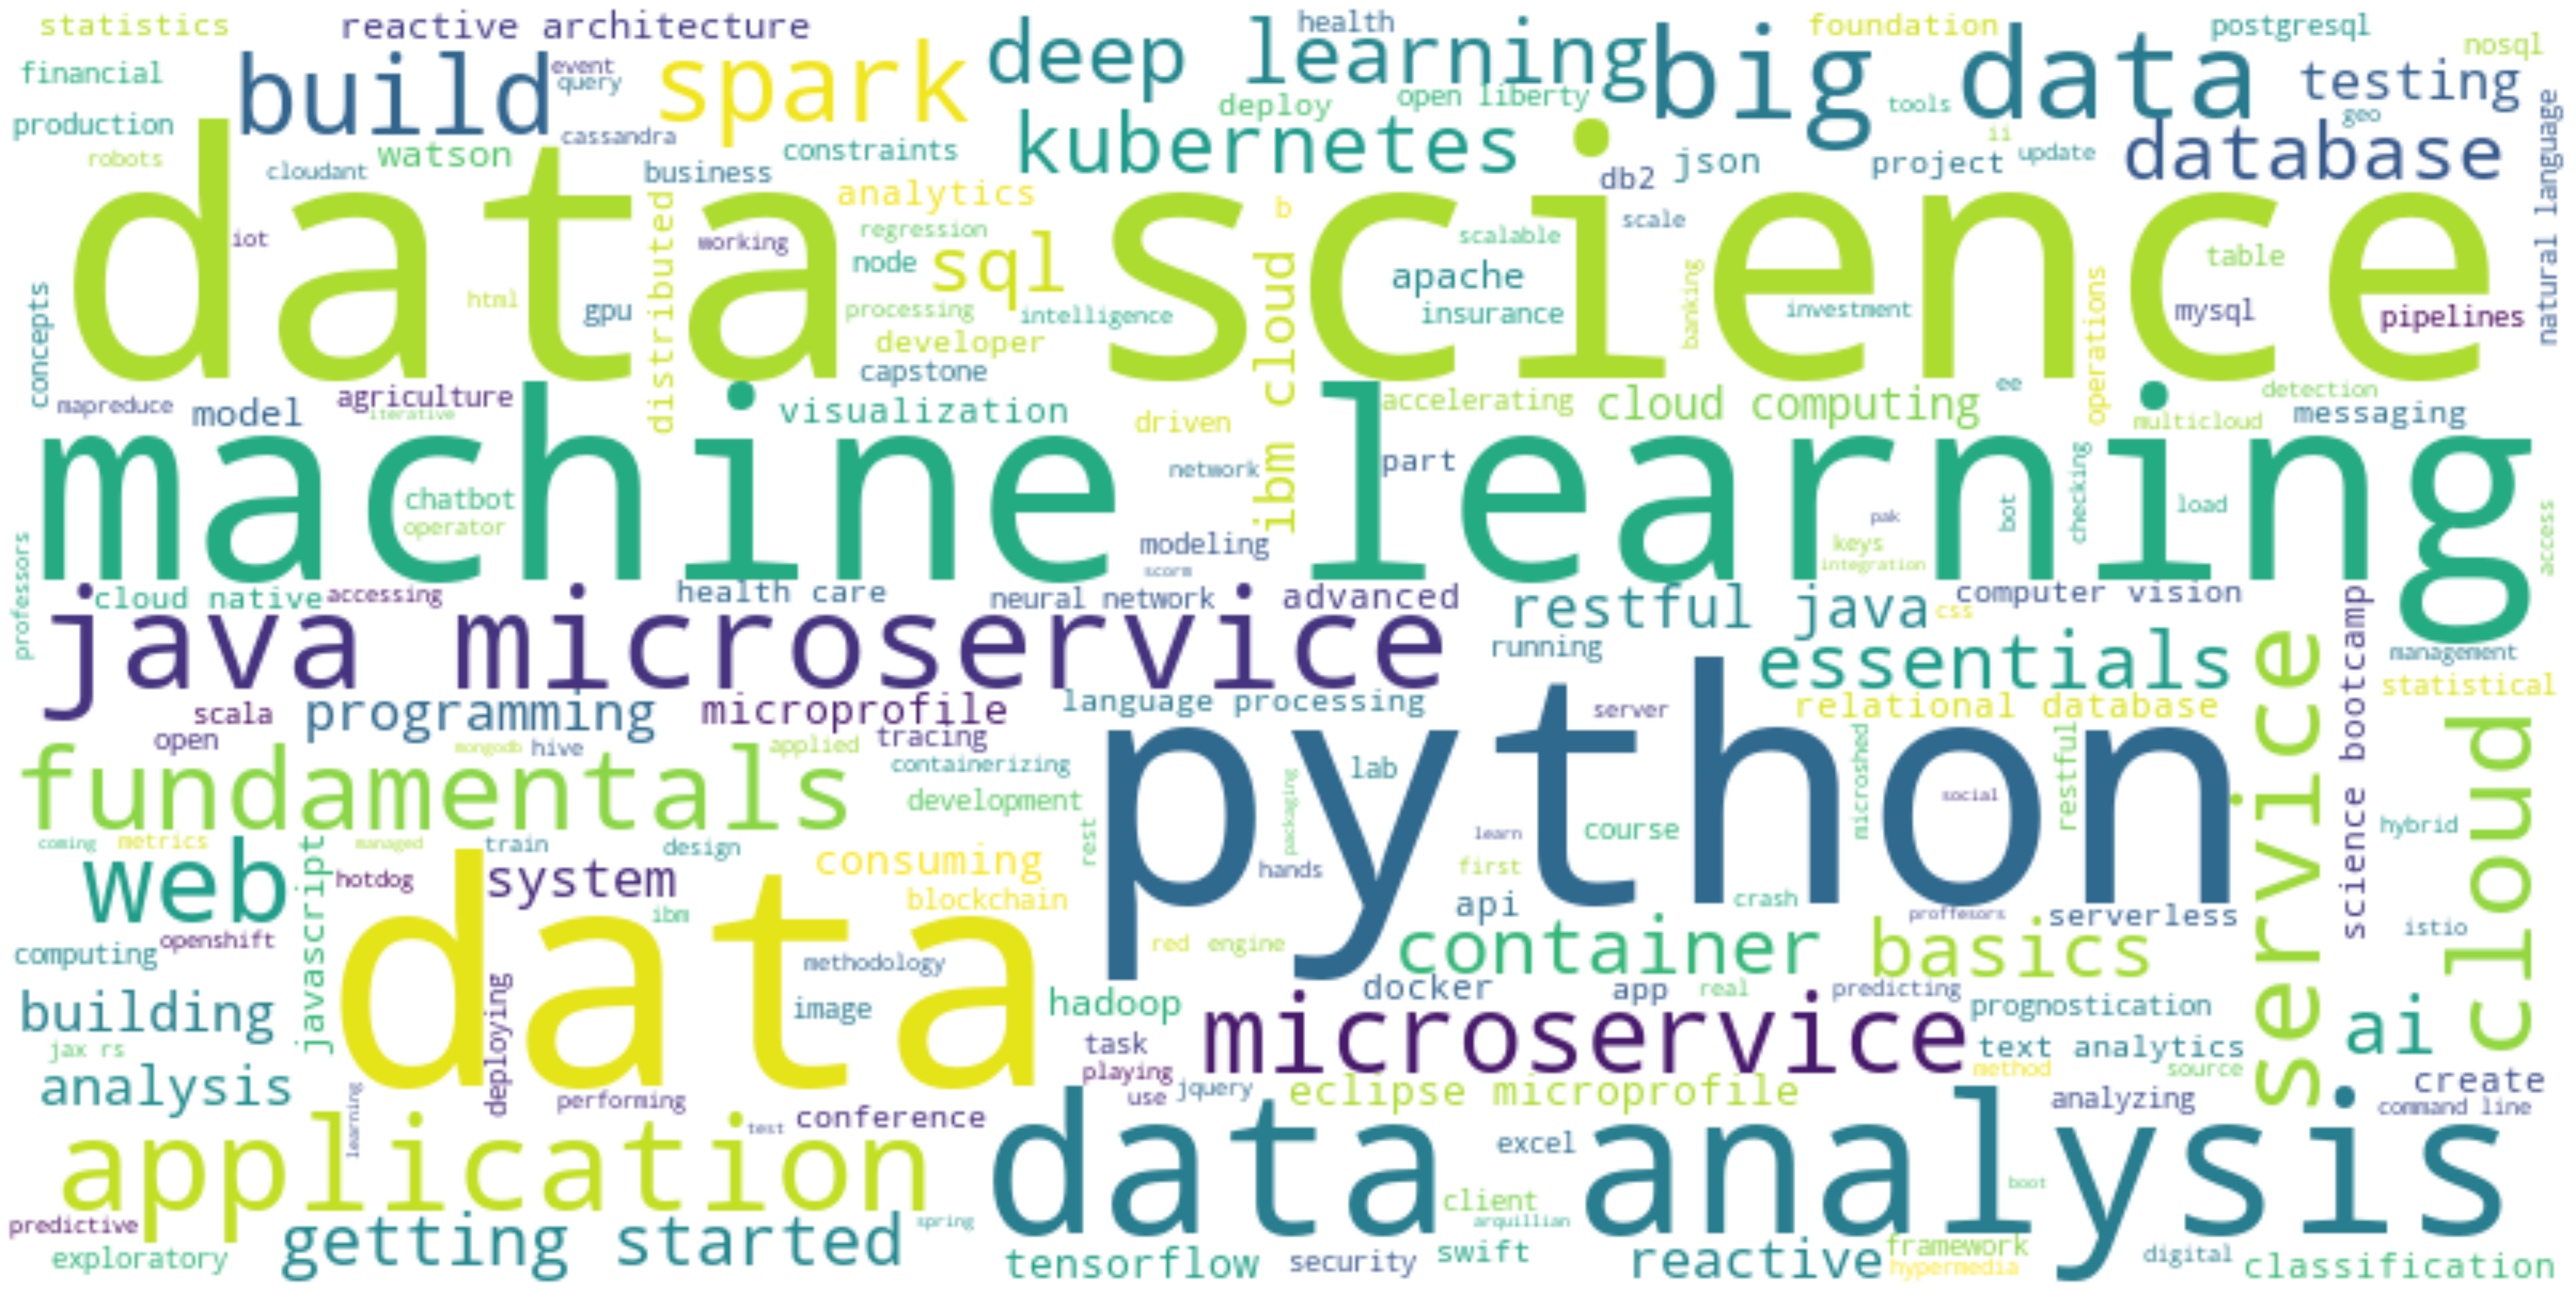 statistics
reactive architecture
health
foundation
postgresql
nosql
financial
build
event
query
spark
deep learning
big data
testing
production
deploy
open liberty
tools
geo
natural language
robots
cloudant
watson
cassandra
business
constraints
kubernetes
db2
json
project
ii
update
database
data science
iot
distributed
working
analytics
regression
node
sql
b
ibm cloud
scalable
scale
apache
insurance
banking
investment
table
mysql
pipelines
operations
concepts
html
gpu
processing
intelligence
developer
capstone
mapreduce
model
agriculture
iterative
visualization
driven
accelerating
cloud computing
ee
multicloud
detection
messaging
machine learning
chatbot
operator
network
part
modeling
scorm
pak
keys
integration
bot
checking
load
access
professors
cloud native
accessing
health care
neural network
advanced
restful java
css
computer vision
java microservice
running
essentials
service
science bootcamp
management
statistical
scala
open
programming
microprofile
tracing
language processing
server
relational database
cloud
mongodb
hive
applied
fundamentals
containerizing
development
python
packaging
lab
microshed
social
restful
hybrid
coming
metrics
managed
train
design
rest
learn
course
web
javascript
hotdog
system
consuming
blockchain
hands
first
api
crash
proffesors
serverless
istio
computing
openshift
data
ibm
methodology
image
red
engine
container
basics
building
deploying
hadoop
docker
app
real
predicting
prognostication
ai
jax rs
analysis
task
playing
use
jquery
microservice
text analytics
method
source
create
learning
performing
conference
test
eclipse microprofile
analyzing
command line
application
data analysis
excel
boot
client
arquillian
predictive
exploratory
getting started
spring
tensorflow
security
swift
reactive
framework
hypermedia
digital
classification